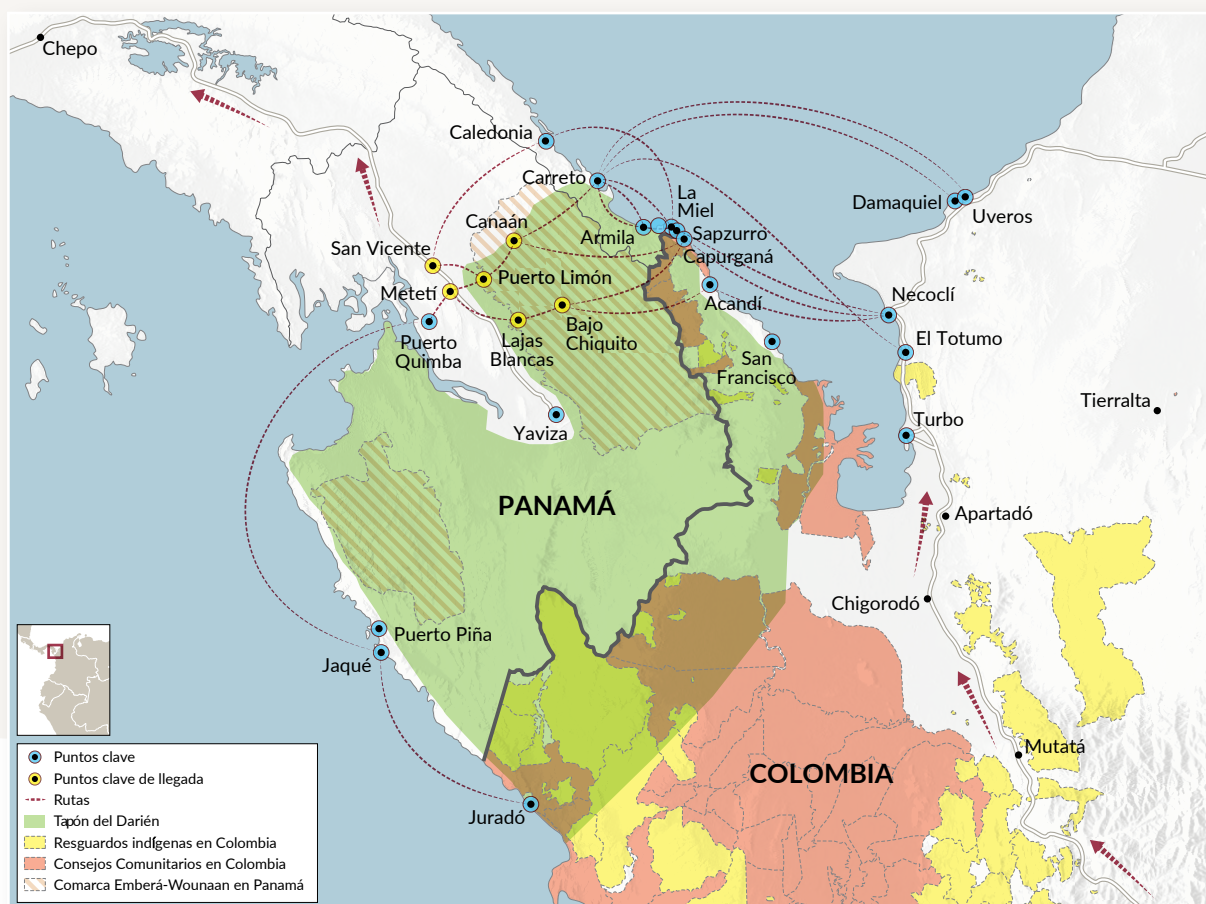 Chepo
Caledonia
Carreto
La
Miel
Damaquiel
Uveros
Canaán
Armila
Sapzurro
Capurganá
San Vicente
Puerto Limón
Metetí
Acandí
Necoclí
Puerto
Quimba
Lajas
Blancas
Bajo
Chiquito
El Totumo
San
Francisco
Tierralta
Yaviza
Turbo
PANAMÁ
Apartadó
Chigorodó
Puerto Piña
Jaqué
Mutatá
COLOMBIA
Juradó
Puntos clave
Puntos clave de llegada
Rutas
Tapón del Darién
Resguardos indígenas en Colombia
Consejos Comunitarios en Colombia
Comarca Emberá-Wounaan en Panamá